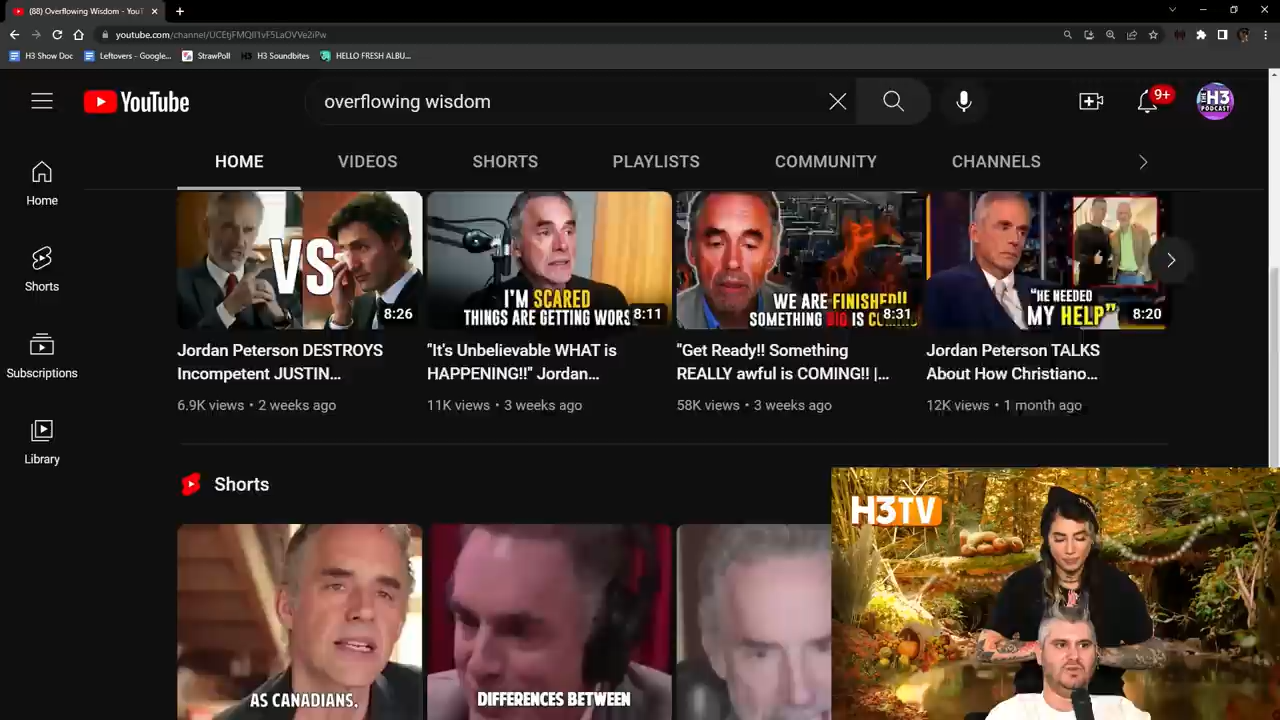 (88) Overflowing Wisdom - YouT
youtube.com/channel/UCEtjFMQlI1vF5LaOVVe2iPw
H3 Show Doc
Leftovers - Google...
StrawPoll
H3 Soundbites
HELLO FRESH ALBU...
YouTube
overflowing wisdom
9+
THE H3 PODCAST
HOME
VIDEOS
SHORTS
PLAYLISTS
COMMUNITY
CHANNELS
Home
Shorts
Subscriptions
Library
VS
8:26
I'M SCARED
THINGS ARE GETTING WORS
8:11
WE ARE FINISHED!!
SOMETHING BIG IS
8:31
"HE NEEDED
MY HELP"
8:20
Jordan Peterson DESTROYS
Incompetent JUSTIN...
6.9K views • 2 weeks ago
"It's Unbelievable WHAT is
HAPPENING!!" Jordan...
11K views • 3 weeks ago
"Get Ready!! Something
REALLY awful is COMING!! |...
58K views • 3 weeks ago
Jordan Peterson TALKS
About How Christiano...
12K views • 1 month ago
Shorts
AS CANADIANS.
DIFFERENCES BETWEEN
H3TV